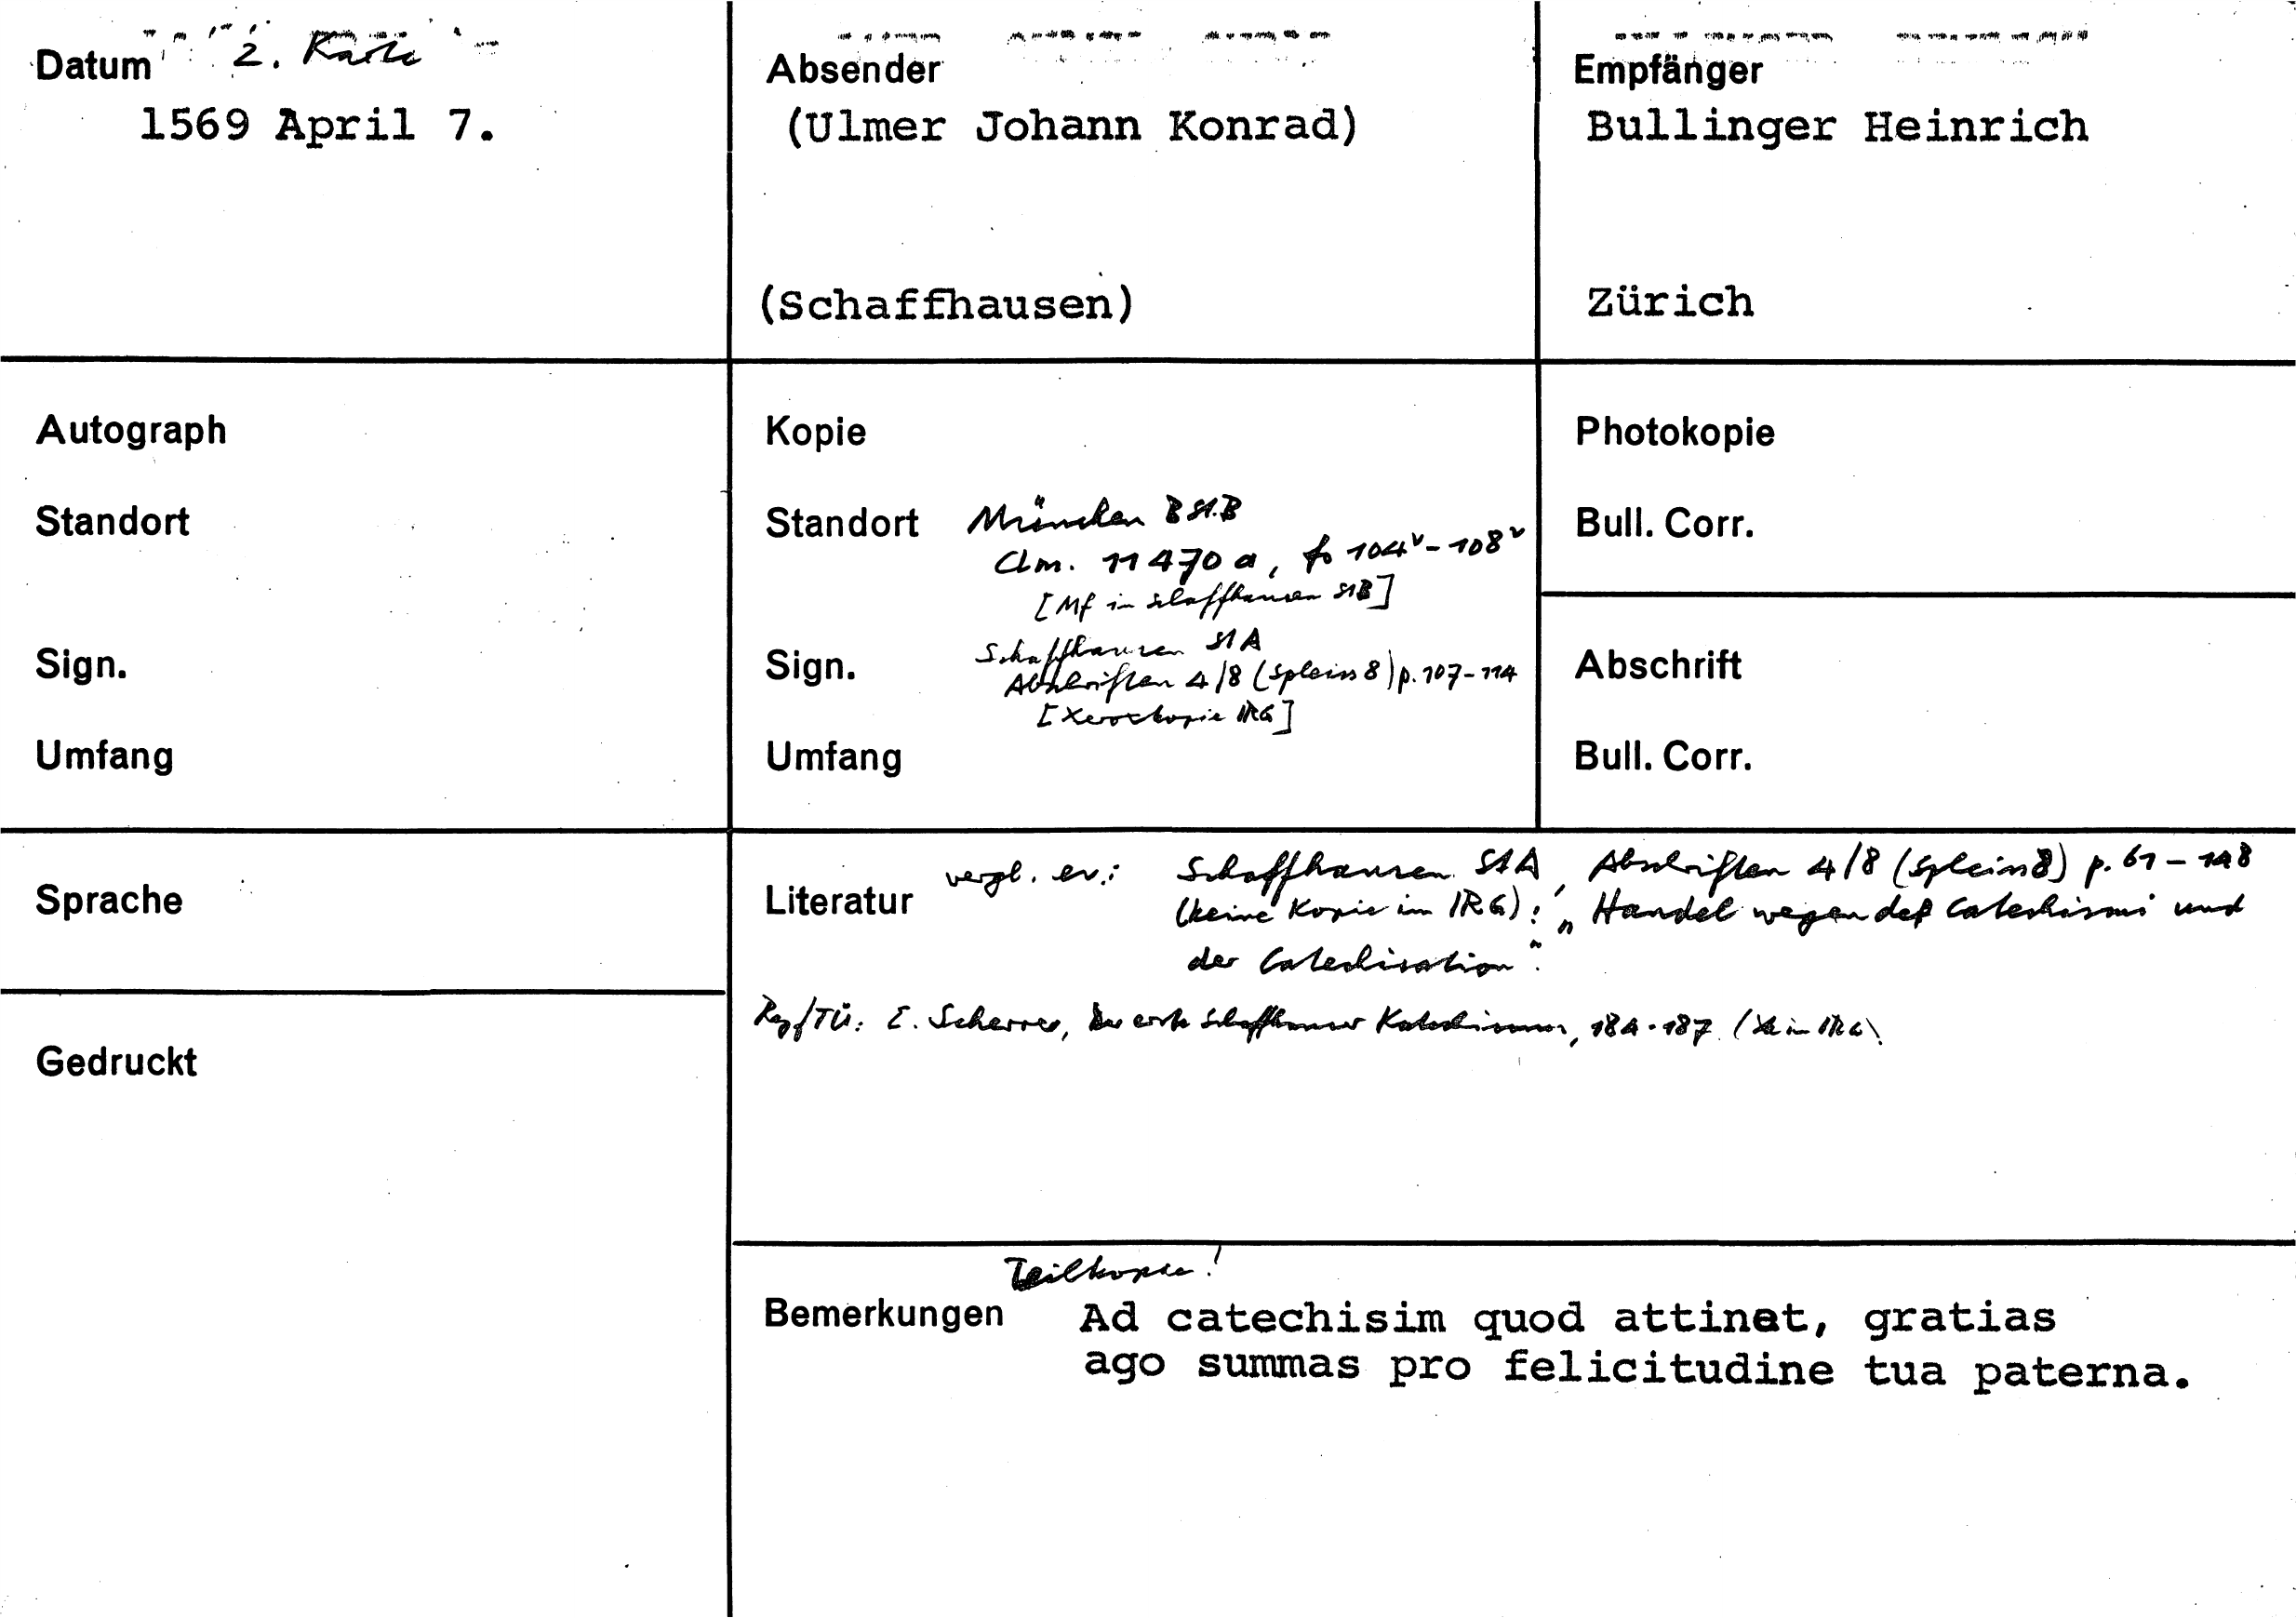 Datum 2. Karte
1569 April 7.
Absender
(Ulmer Johann Konrad)
(Schaffhausen)
Empfänger
Bullinger Heinrich
Zürich
Autograph
Standort
Sign.
Umfang
Kopie
Standort München BStB
Clm. 11470 a, fo 104v - 108v
[Mf in Schaffhausen StB]
Schaffhausen StA
Sign. Abschriften 4/8 (Spleiss 8) p. 107-114
[Xeroxkopie IRG]
Umfang
Photokopie
Bull. Corr.
Abschrift
Bull. Corr.
Sprache
Gedruckt
Literatur vergl. ev.: Schaffhausen StA, Abschriften 4/8 (Spleiss 8) p. 61 - 148
(keine Kopie im IRG): „Handel wegen deß Catechismi und
der Catechisation".
Reg/TÜ: E. Scherrer, Der erste Schaffhauser Katechismus, 184-187. (Xk in IRG)
Teilkopie!
Bemerkungen Ad catechisim quod attinet, gratias
ago summas pro felicitudine tua paterna.